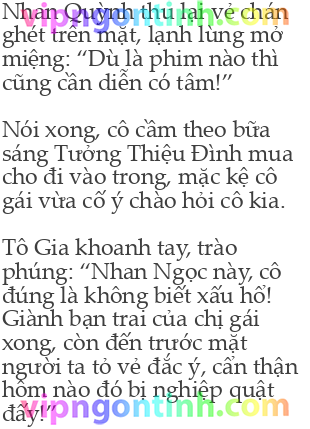 Nhan Quỳnh thu lại vẻ chán
ghét trên mặt, lạnh lùng mở
miệng: “Dù là phim nào thì
cũng cần diễn có tâm!”
Nói xong, cô cầm theo bữa
sáng Tưởng Thiệu Đình mua
cho đi vào trong, mặc kệ cô
gái vừa cố ý chào hỏi cô kia.
Tô Gia khoanh tay, trào
phúng: “Nhan Ngọc này, cô
đúng là không biết xấu hổ!
Giành bạn trai của chị gái
xong, còn đến trước mặt
người ta tỏ vẻ đắc ý, cẩn thận
hôm nào đó bị nghiệp quật
đấy!”
vipngontinh.com
vipngontinh.com